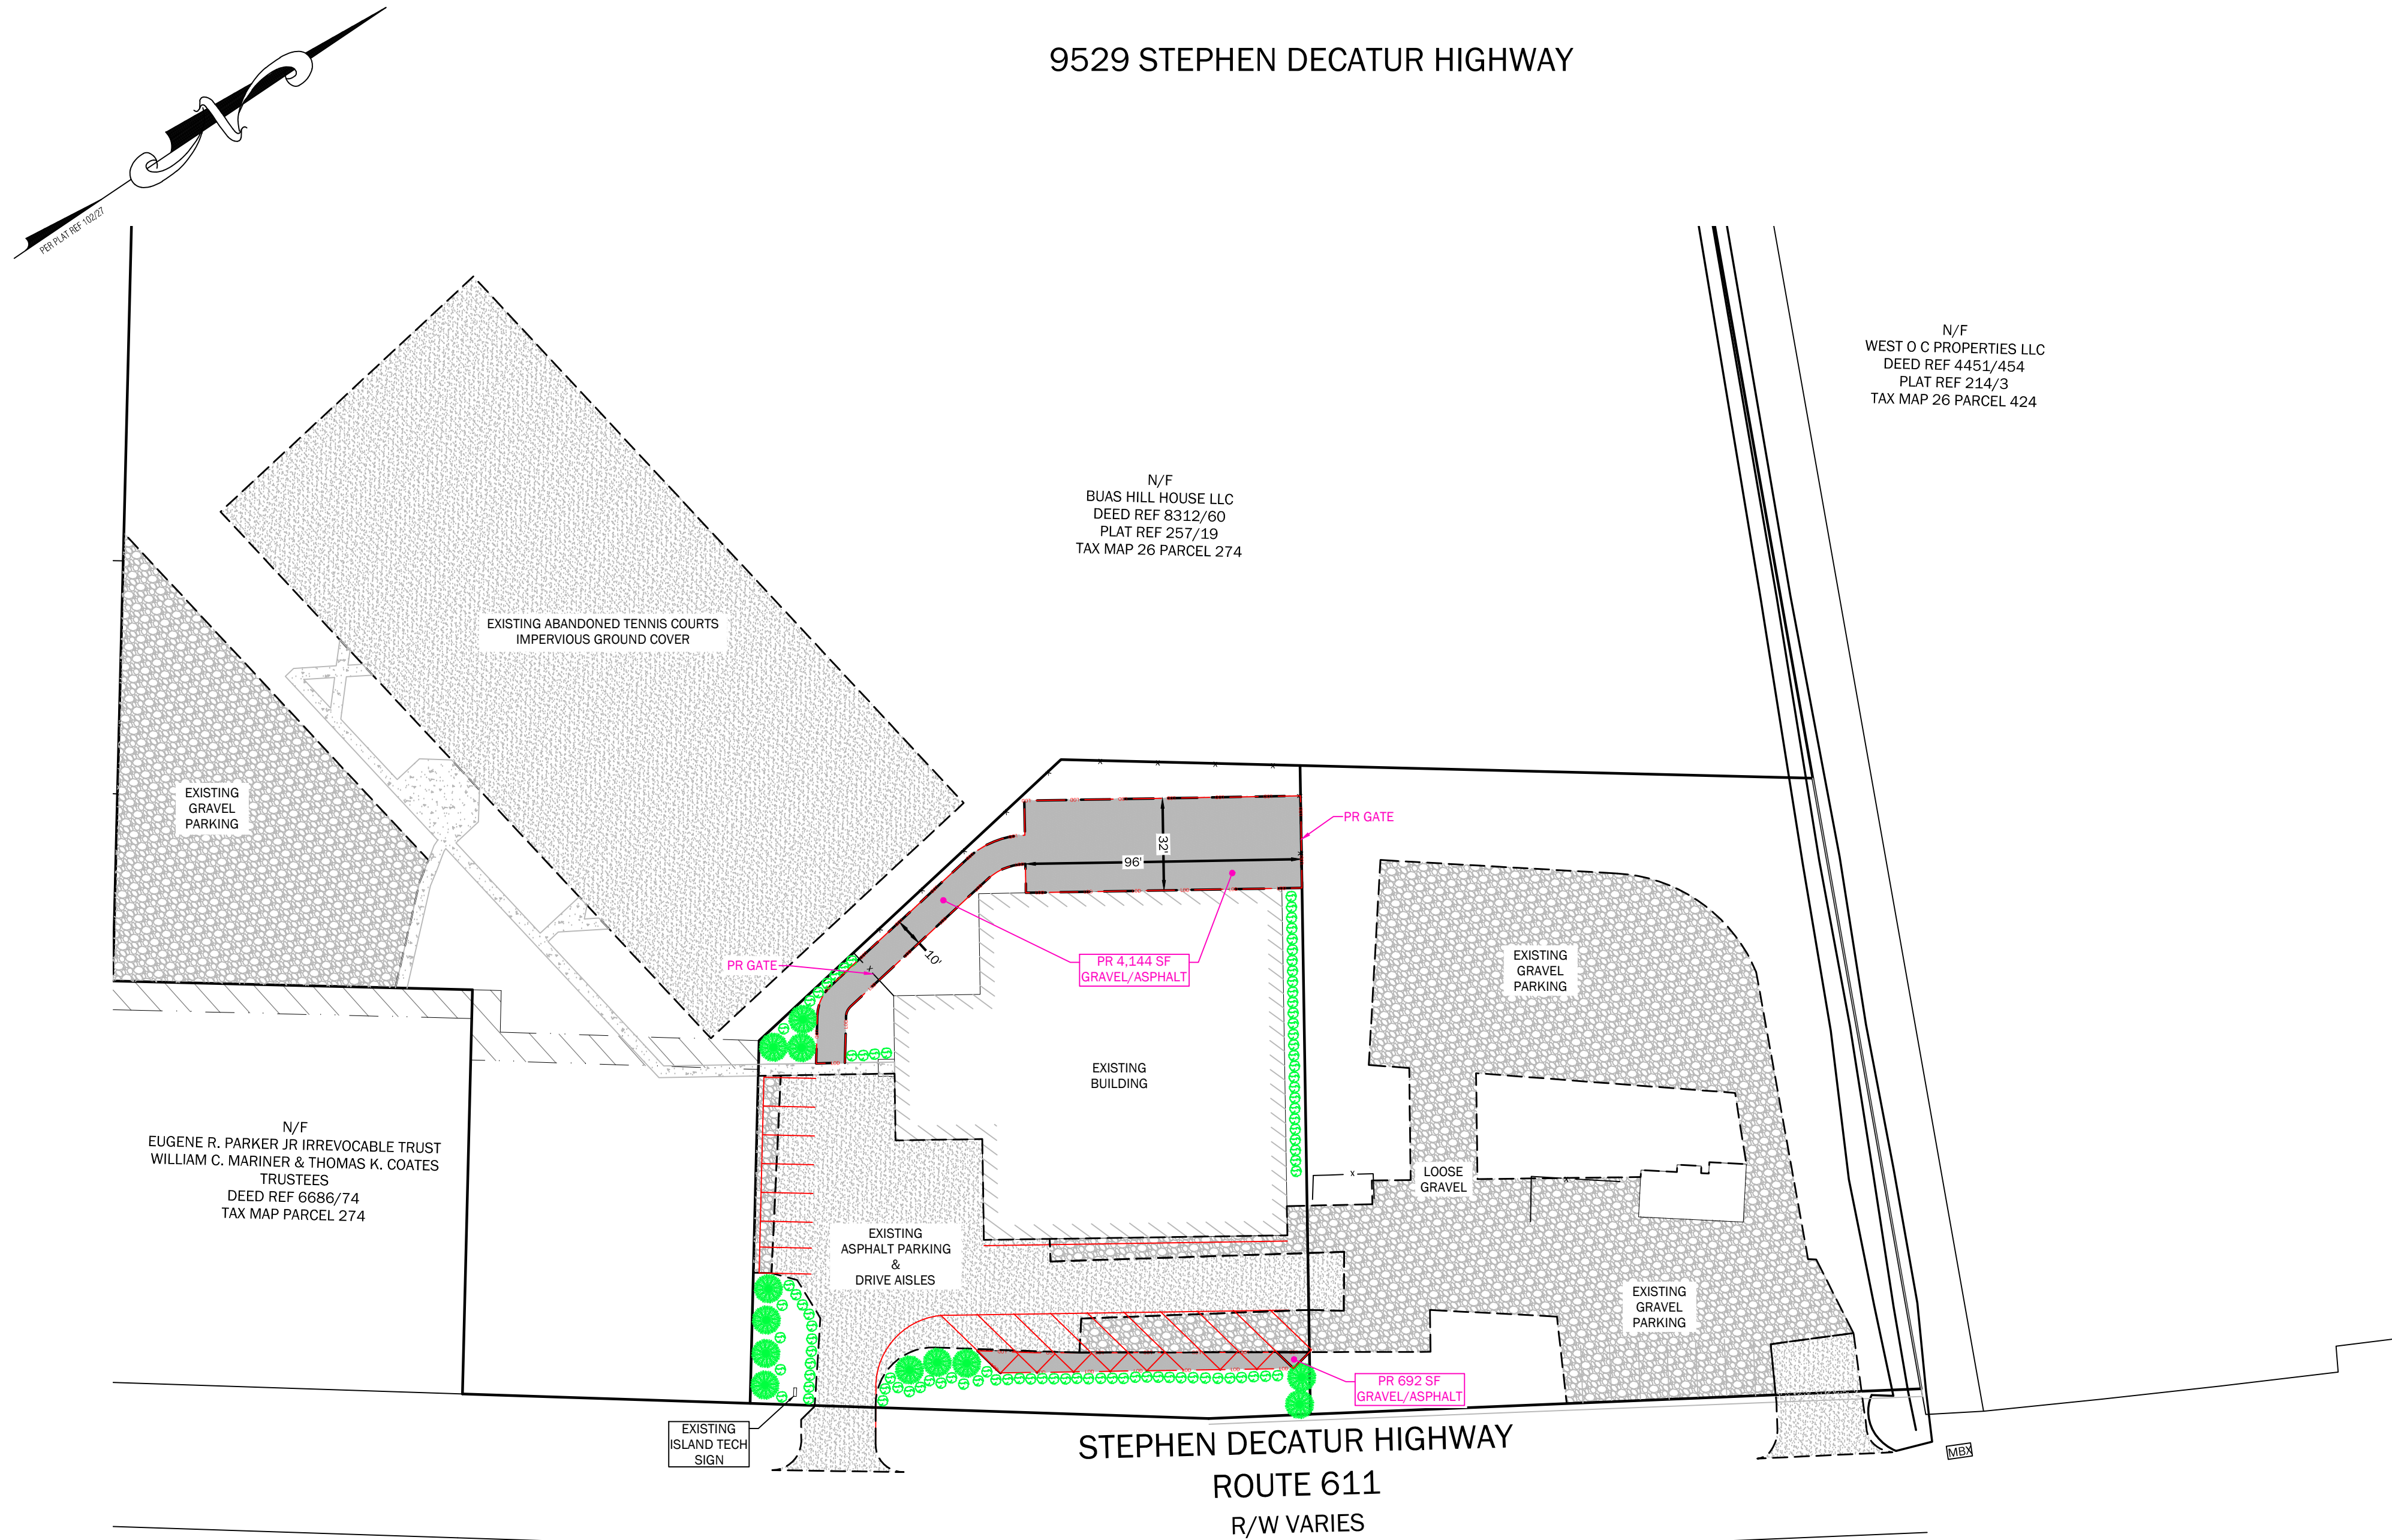 9529 STEPHEN DECATUR HIGHWAY
PER PLAT REF 102/27
N/F
WEST O C PROPERTIES LLC
DEED REF 4451/454
PLAT REF 214/3
TAX MAP 26 PARCEL 424
N/F
BUAS HILL HOUSE LLC
DEED REF 8312/60
PLAT REF 257/19
TAX MAP 26 PARCEL 274
EXISTING ABANDONED TENNIS COURTS
IMPERVIOUS GROUND COVER
EXISTING
GRAVEL
PARKING
PR GATE
32'
96'
10'
PR GATE
PR 4,144 SF
GRAVEL/ASPHALT
EXISTING
GRAVEL
PARKING
EXISTING
BUILDING
N/F
EUGENE R. PARKER JR IRREVOCABLE TRUST
WILLIAM C. MARINER & THOMAS K. COATES
TRUSTEES
DEED REF 6686/74
TAX MAP PARCEL 274
LOOSE
GRAVEL
EXISTING
ASPHALT PARKING
&
DRIVE AISLES
EXISTING
GRAVEL
PARKING
PR 692 SF
GRAVEL/ASPHALT
EXISTING
ISLAND TECH
SIGN
MBX
STEPHEN DECATUR HIGHWAY
ROUTE 611
R/W VARIES